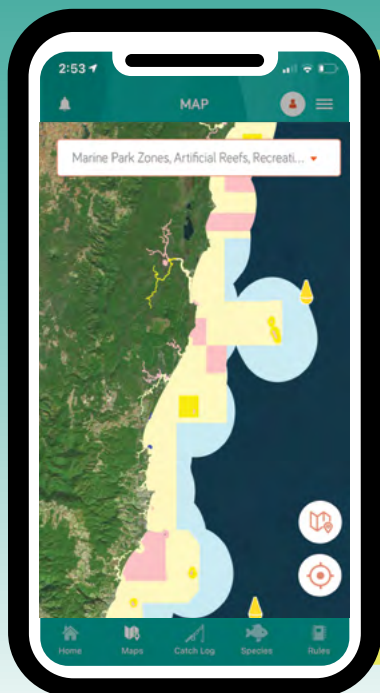 2:53
MAP
Marine Park Zones, Artificial Reefs, Recreati...
Home
Maps
Catch Log
Species
Rules